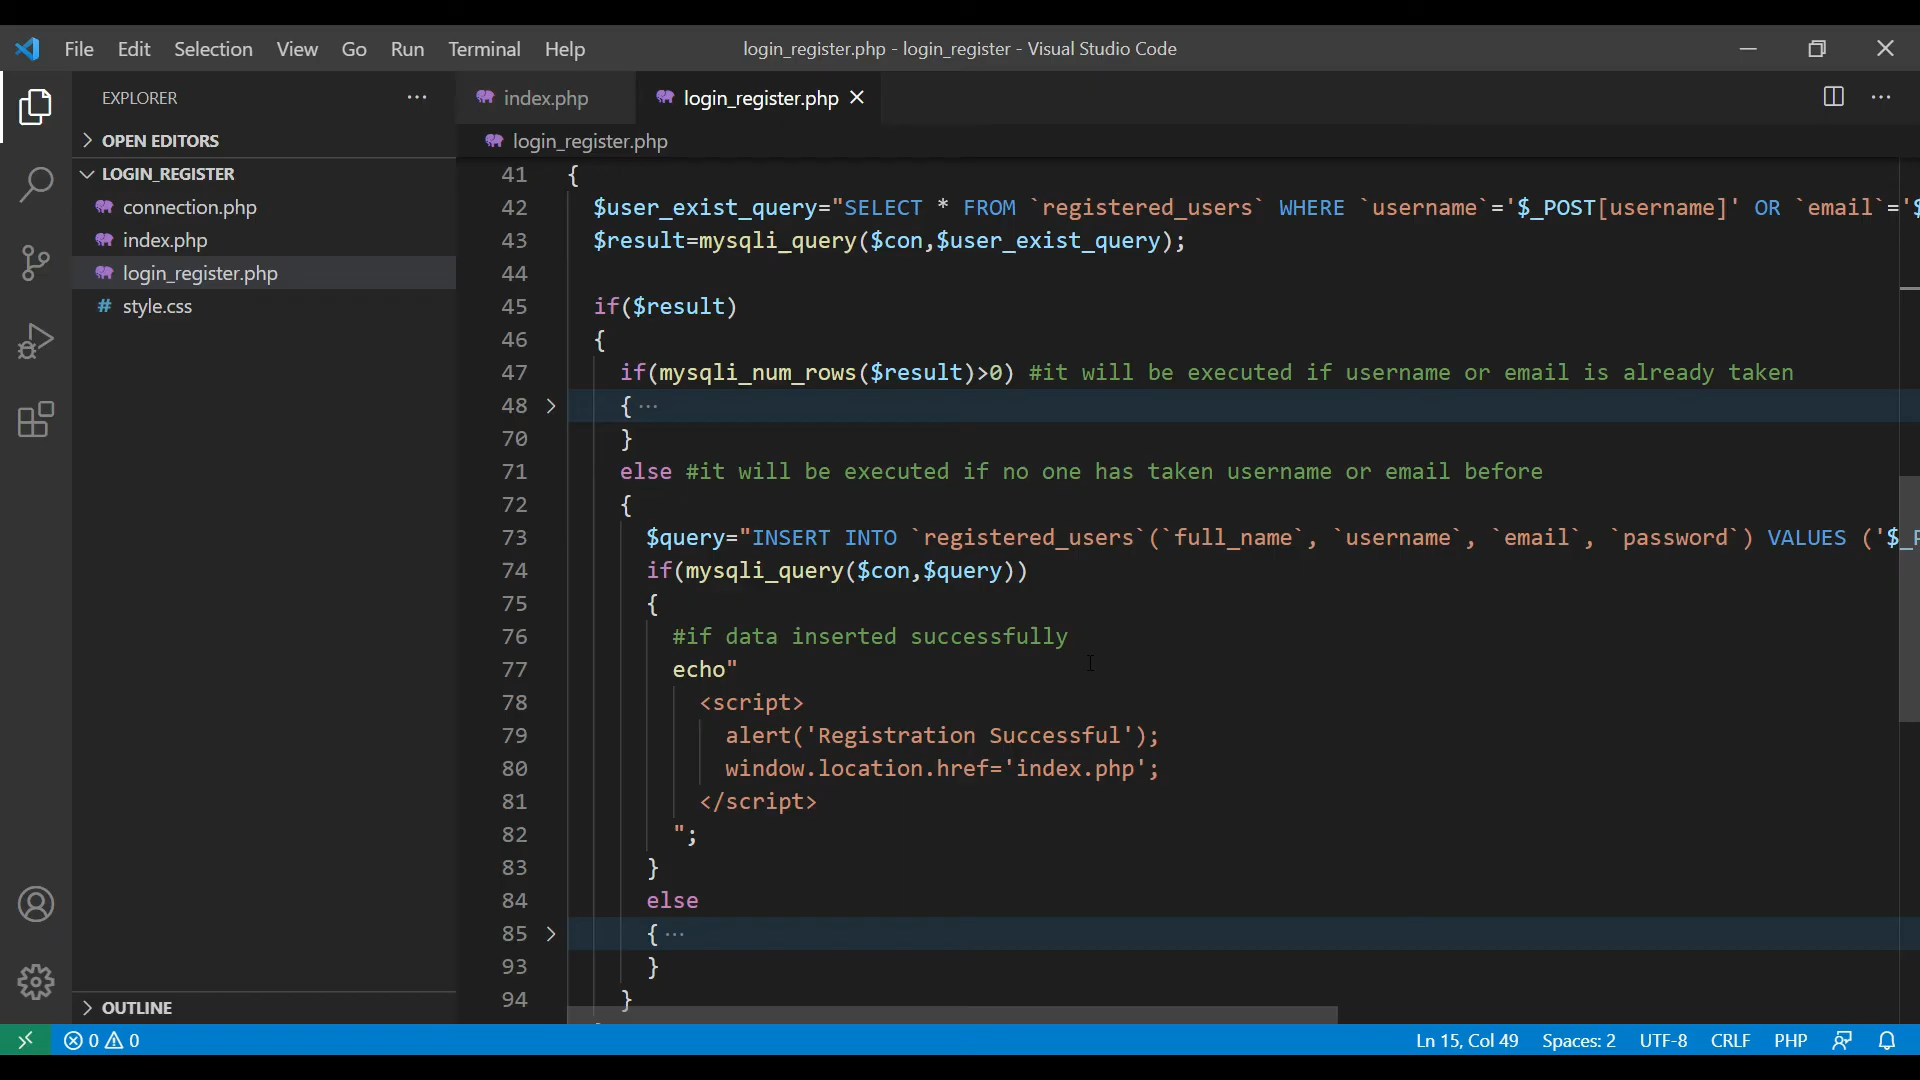 File Edit Selection View Go Run Terminal Help
login_register.php - login_register - Visual Studio Code
EXPLORER
OPEN EDITORS
LOGIN_REGISTER
connection.php
index.php
login_register.php
# style.css
OUTLINE
index.php
login_register.php
login_register.php
41 {
42 $user_exist_query="SELECT * FROM `registered_users` WHERE `username`='$_POST[username]' OR `email`='$
43 $result=mysqli_query($con,$user_exist_query);
44
45 if($result)
46 {
47 if(mysqli_num_rows($result)>0) #it will be executed if username or email is already taken
48 { ...
70 }
71 else #it will be executed if no one has taken username or email before
72 {
73 $query="INSERT INTO `registered_users`(`full_name`, `username`, `email`, `password`) VALUES ('$_P
74 if(mysqli_query($con,$query))
75 {
76 #if data inserted successfully
77 echo"
78 <script>
79 alert('Registration Successful');
80 window.location.href='index.php';
81 </script>
82 ";
83 }
84 else
85 { ...
93 }
94 }
0 0
Ln 15, Col 49 Spaces: 2 UTF-8 CRLF PHP